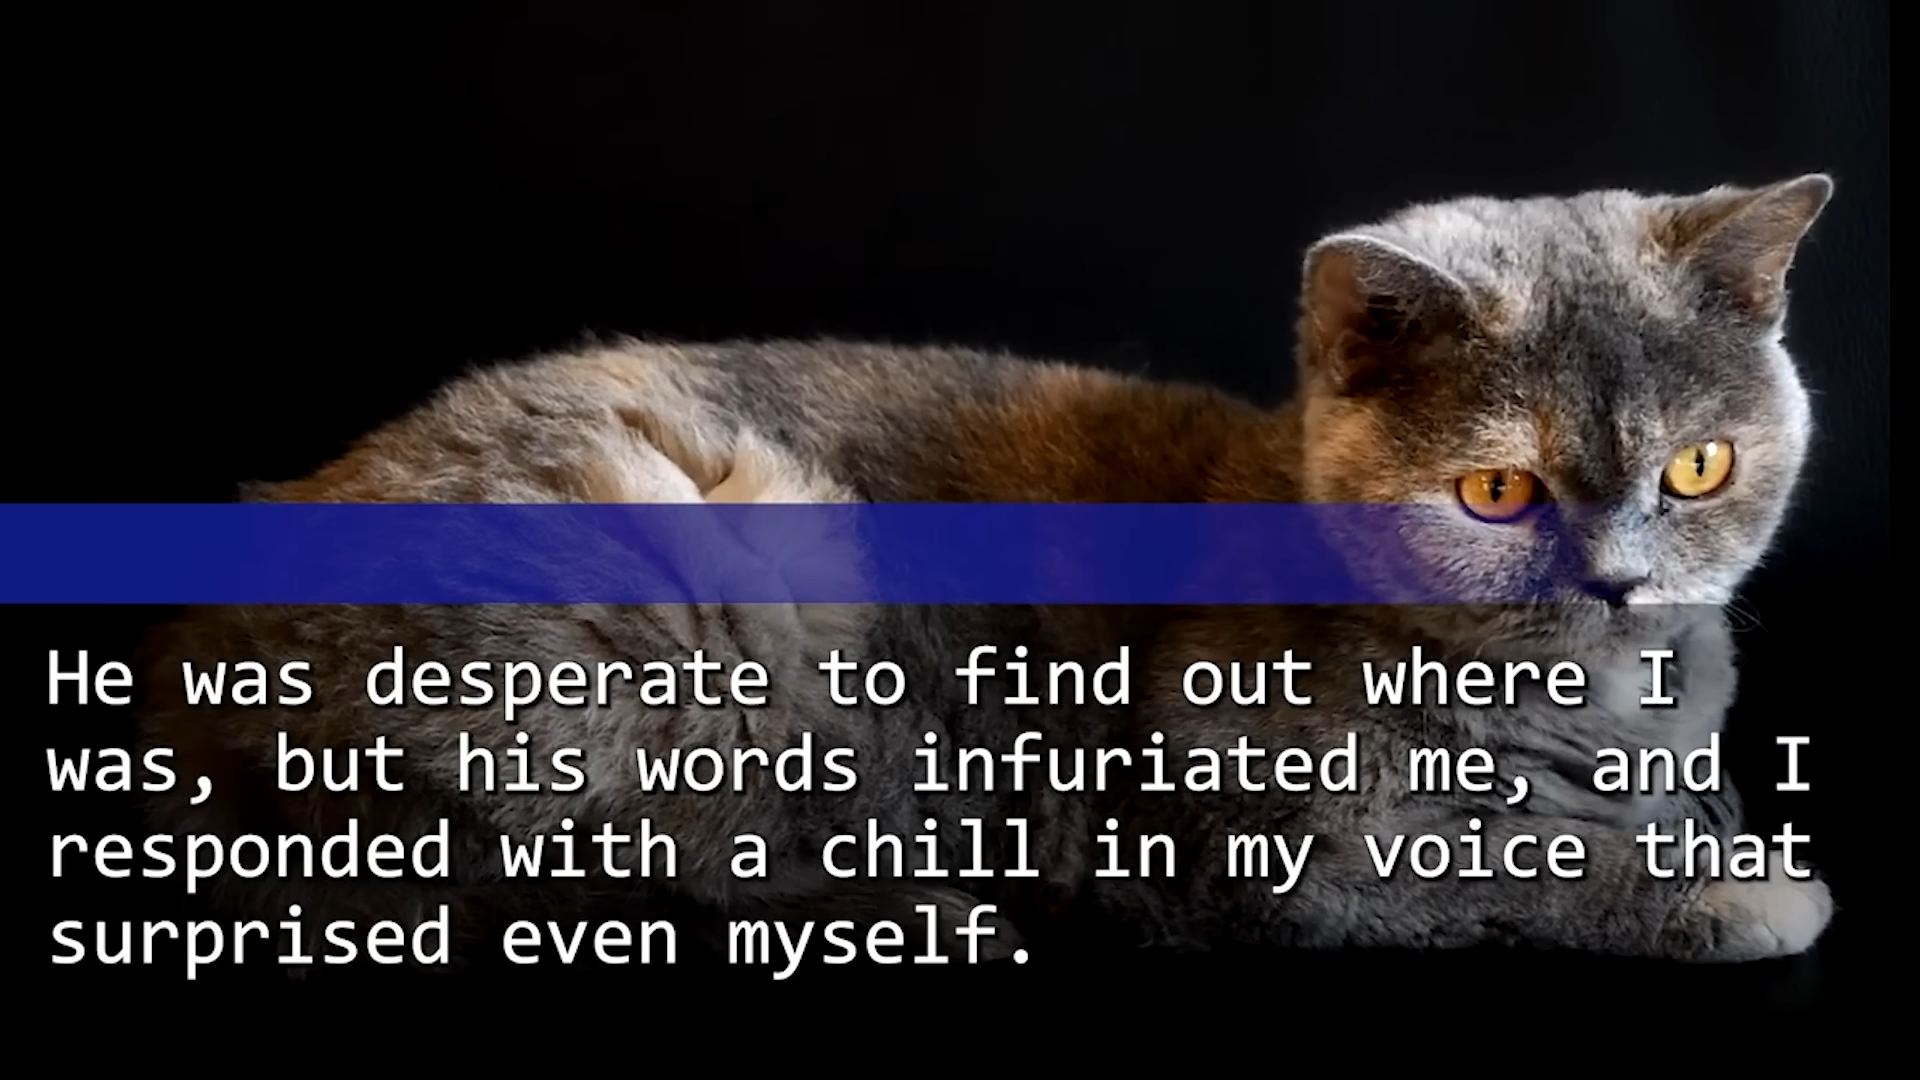 He was desperate to find out where I
was, but his words infuriated me, and I
responded with a chill in my voice that
surprised even myself.